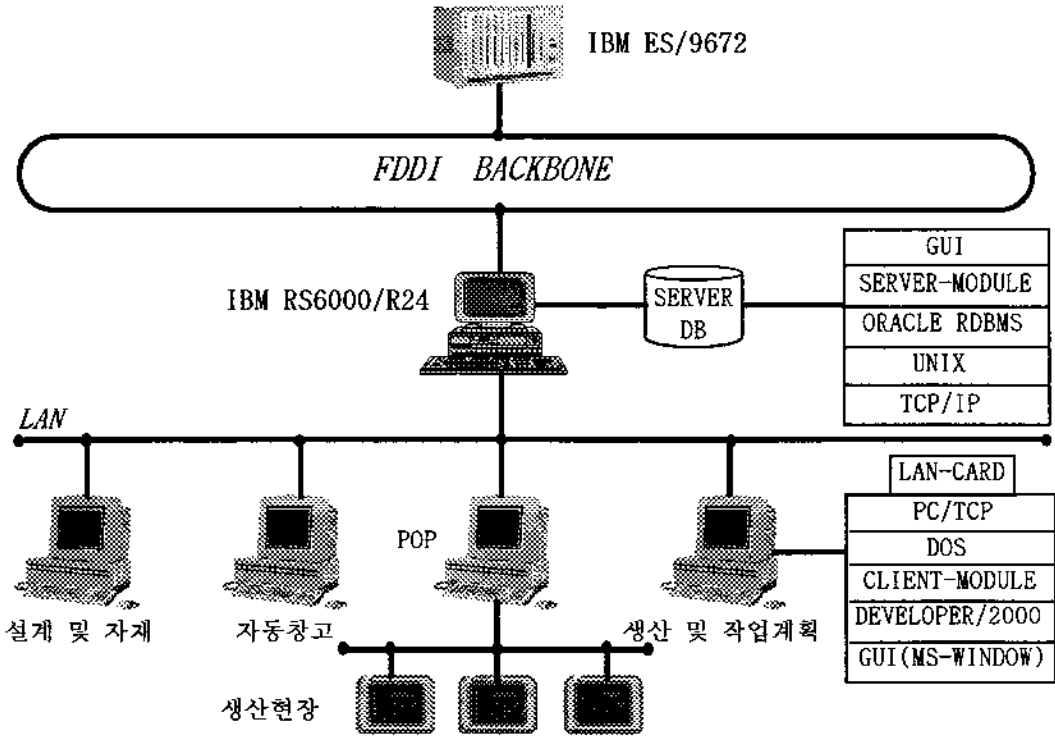 IBM ES/9672
FDDI BACKBONE
IBM RS6000/R24
SERVER
DB
GUI
SERVER-MODULE
ORACLE RDBMS
UNIX
TCP/IP
LAN
POP
LAN-CARD
PC/TCP
DOS
CLIENT-MODULE
DEVELOPER/2000
GUI(MS-WINDOW)
설계 및 자재
자동창고
생산 및 작업계획
생산현장